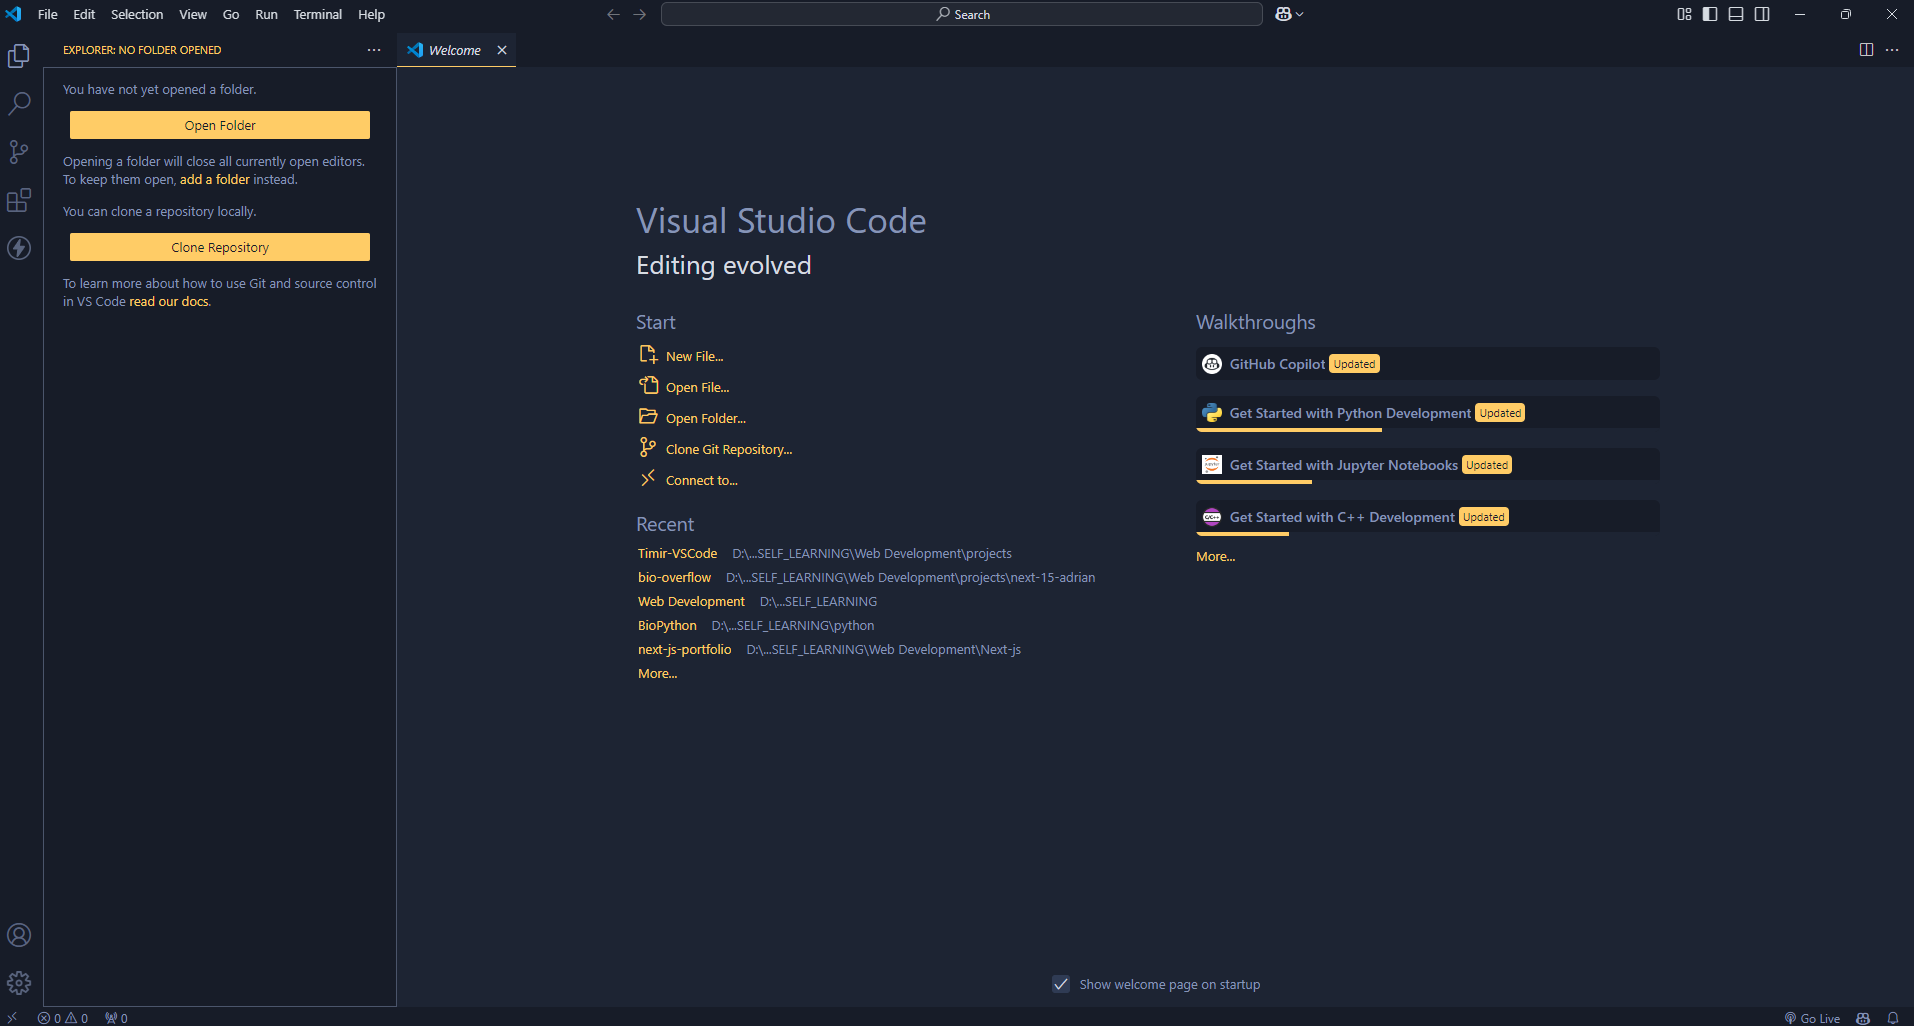 File Edit Selection View Go Run Terminal Help
Search
EXPLORER: NO FOLDER OPENED
Welcome
You have not yet opened a folder.
Open Folder
Opening a folder will close all currently open editors.
To keep them open, add a folder instead.
You can clone a repository locally.
Clone Repository
To learn more about how to use Git and source control
in VS Code read our docs.
Visual Studio Code
Editing evolved
Start
New File...
Open File...
Open Folder...
Clone Git Repository...
Connect to...
Recent
Timir-VSCode D:\...SELF_LEARNING\Web Development\projects
bio-overflow D:\...SELF_LEARNING\Web Development\projects\next-15-adrian
Web Development D:\...SELF_LEARNING
BioPython D:\...SELF_LEARNING\python
next-js-portfolio D:\...SELF_LEARNING\Web Development\Next-js
More...
Walkthroughs
GitHub Copilot Updated
Get Started with Python Development Updated
Get Started with Jupyter Notebooks Updated
C/C++ Get Started with C++ Development Updated
More...
Show welcome page on startup
0 0 0
Go Live